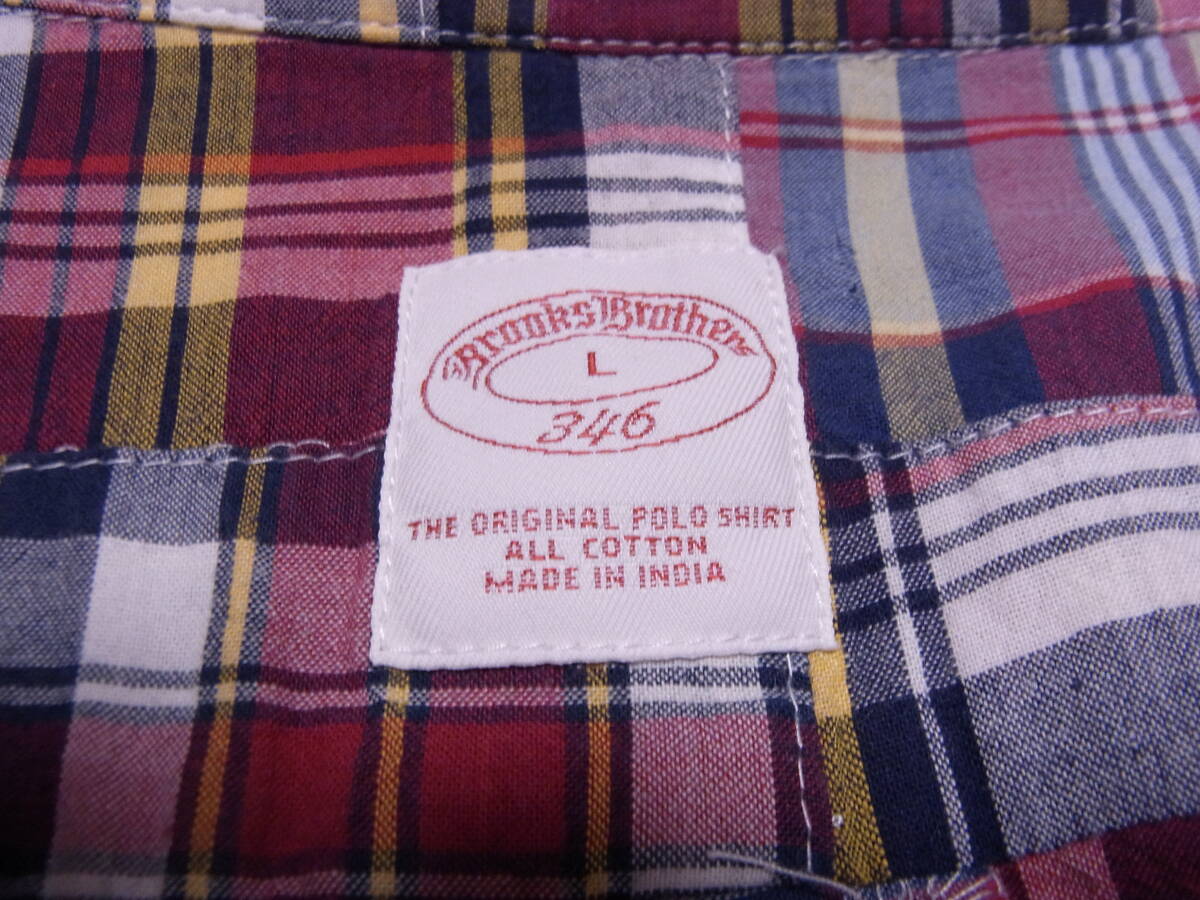 Brooks Brothers
L
346
THE ORIGINAL POLO SHIRT
ALL COTTON
MADE IN INDIA